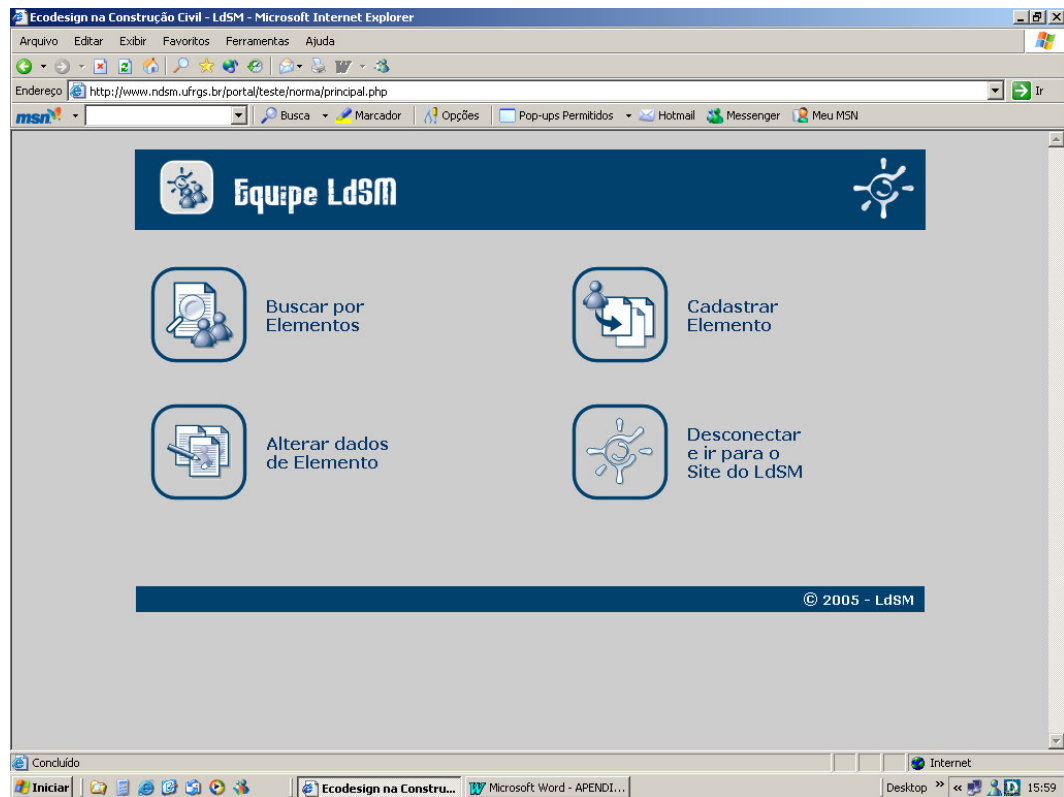 Ecodesign na Construção Civil - LdSM - Microsoft Internet Explorer
Arquivo Editar Exibir Favoritos Ferramentas Ajuda
Endereço http://www.ndsm.ufrgs.br/portal/teste/norma/principal.php Ir
msn Busca Marcador Opções Pop-ups Permitidos Hotmail Messenger Meu MSN
Equipe LdSM
Buscar por
Elementos
Cadastrar
Elemento
Alterar dados
de Elemento
Desconectar
e ir para o
Site do LdSM
© 2005 - LdSM
Concluído Internet
Iniciar Ecodesign na Constru... Microsoft Word - APENDI... Desktop » « 15:59